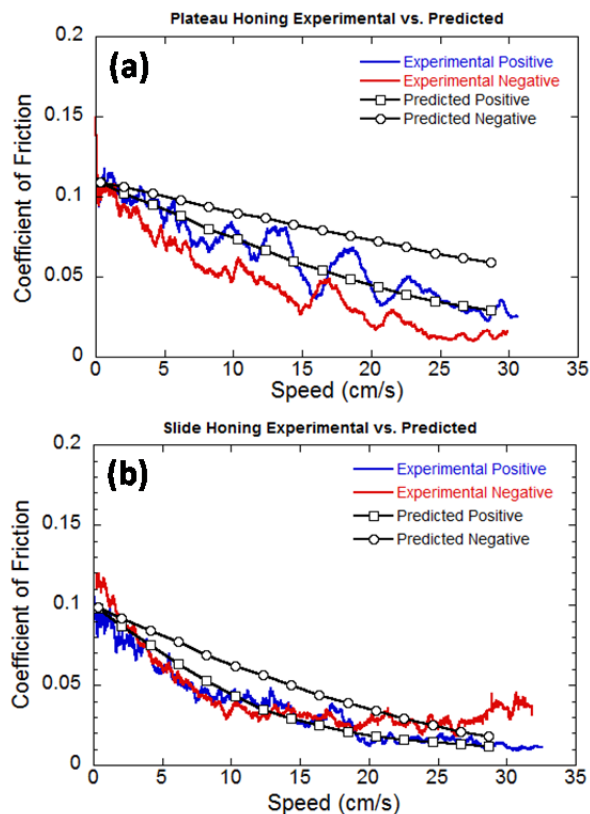 Plateau Honing Experimental vs. Predicted
(a)
Experimental Positive
Experimental Negative
Predicted Positive
Predicted Negative
0.2
0.15
0.1
0.05
0
Coefficient of Friction
0 5 10 15 20 25 30 35
Speed (cm/s)
Slide Honing Experimental vs. Predicted
(b)
Experimental Positive
Experimental Negative
Predicted Positive
Predicted Negative
0.2
0.15
0.1
0.05
0
Coefficient of Friction
0 5 10 15 20 25 30 35
Speed (cm/s)